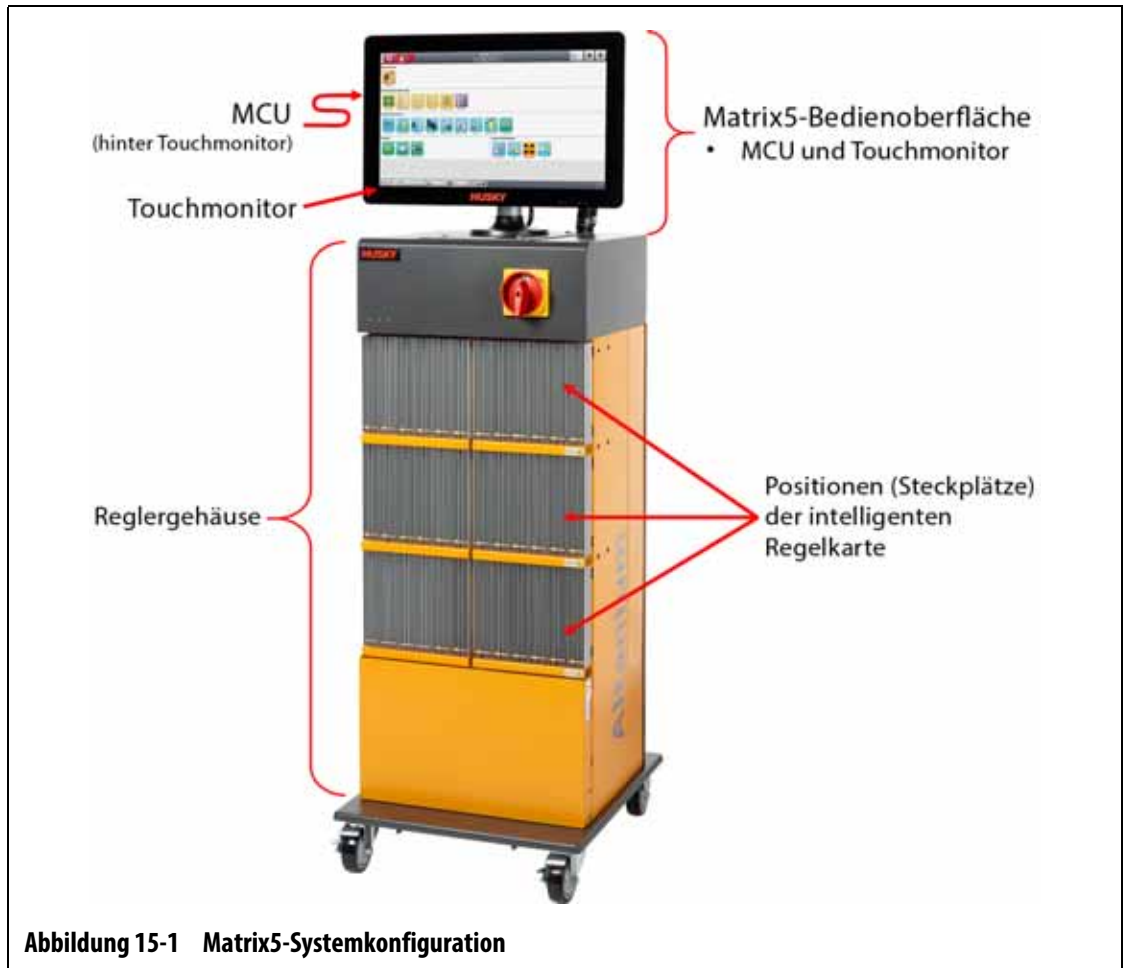 MCU
(hinter Touchmonitor)
Touchmonitor
Matrix5-Bedienoberfläche
• MCU und Touchmonitor
HUSKY
HUSKY
Reglergehäuse
Positionen (Steckplätze)
der intelligenten
Regelkarte
Altanium
Abbildung 15-1 Matrix5-Systemkonfiguration